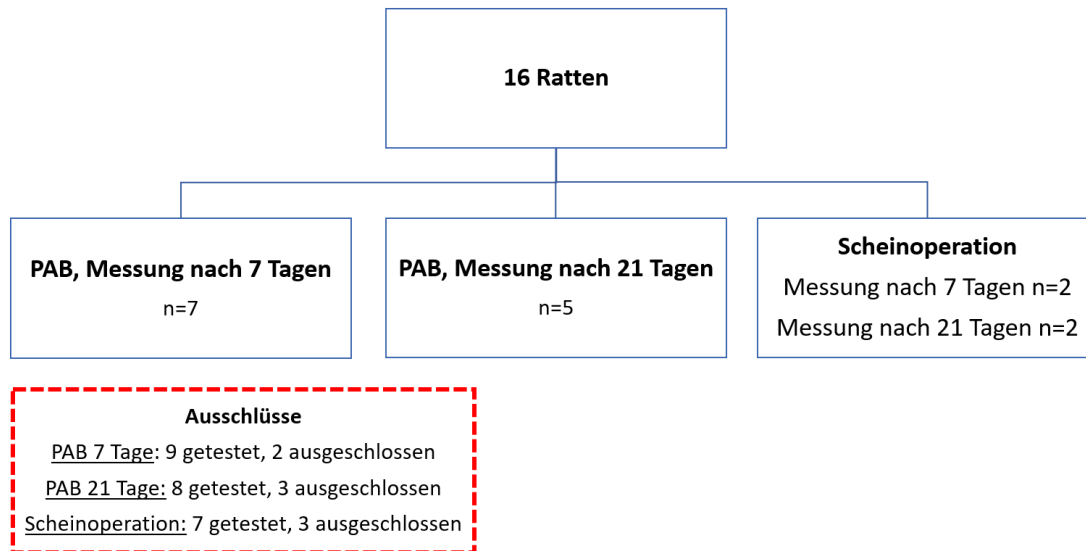 16 Ratten
PAB, Messung nach 7 Tagen
n=7
PAB, Messung nach 21 Tagen
n=5
Scheinoperation
Messung nach 7 Tagen n=2
Messung nach 21 Tagen n=2
Ausschlüsse
PAB 7 Tage: 9 getestet, 2 ausgeschlossen
PAB 21 Tage: 8 getestet, 3 ausgeschlossen
Scheinoperation: 7 getestet, 3 ausgeschlossen